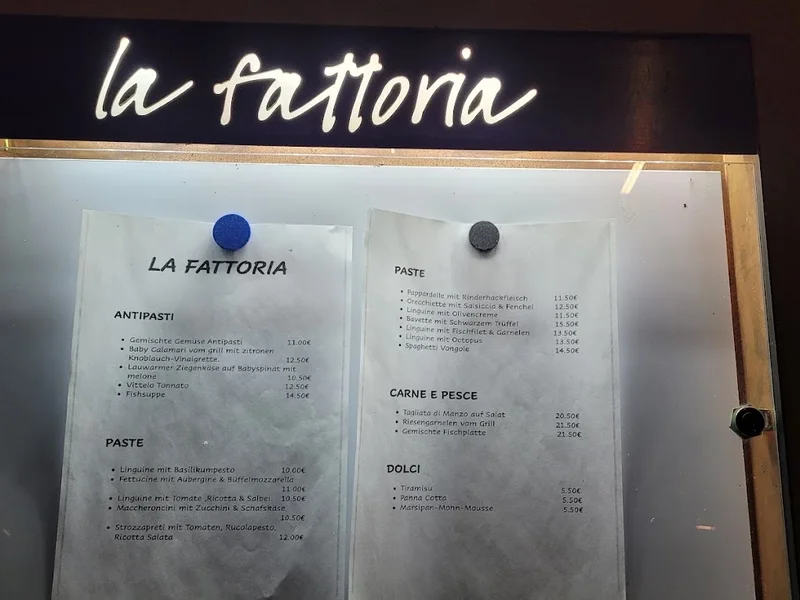 la fattoria
LA FATTORIA
ANTIPASTI
• Gemischte Gemüse Antipasti 11.00€
• Baby Calamari vom grill mit zitronen
Knoblauch-Vinaigrette. 12.50€
• Lauwarmer Ziegenkäse auf Babyspinat mit
melone 10.50€
• Vittelo Tonnato 12.50€
• Fishsuppe 14.50€
PASTE
• Linguine mit Basilikumpesto 10.00€
• Fettucine mit Aubergine & Büffelmozzarella
11.00€
• Linguine mit Tomate ,Ricotta & Salbei. 10.50€
• Maccheroncini mit Zucchini & Schafskäse
10.50€
• Strozzapreti mit Tomaten, Rucolapesto,
Ricotta Salata 12.00€
PASTE
• Pappardelle mit Rinderhackfleisch 11.50€
• Orecchiette mit Salsiccia & Fenchel 12.50€
• Linguine mit Olivencreme 11.50€
• Bavette mit Schwarzem Trüffel 15.50€
• Linguine mit Fischfilet & Garnelen 13.50€
• Linguine mit Octopus 13.50€
• Spaghetti Vongole 14.50€
CARNE E PESCE
• Tagliata di Manzo auf Salat 20.50€
• Riesengarnelen vom Grill 21.50€
• Gemischte Fischplatte 21.50€
DOLCI
• Tiramisu 5.50€
• Panna Cotta 5.50€
• Marsipan-Mohn-Mausse 5.50€